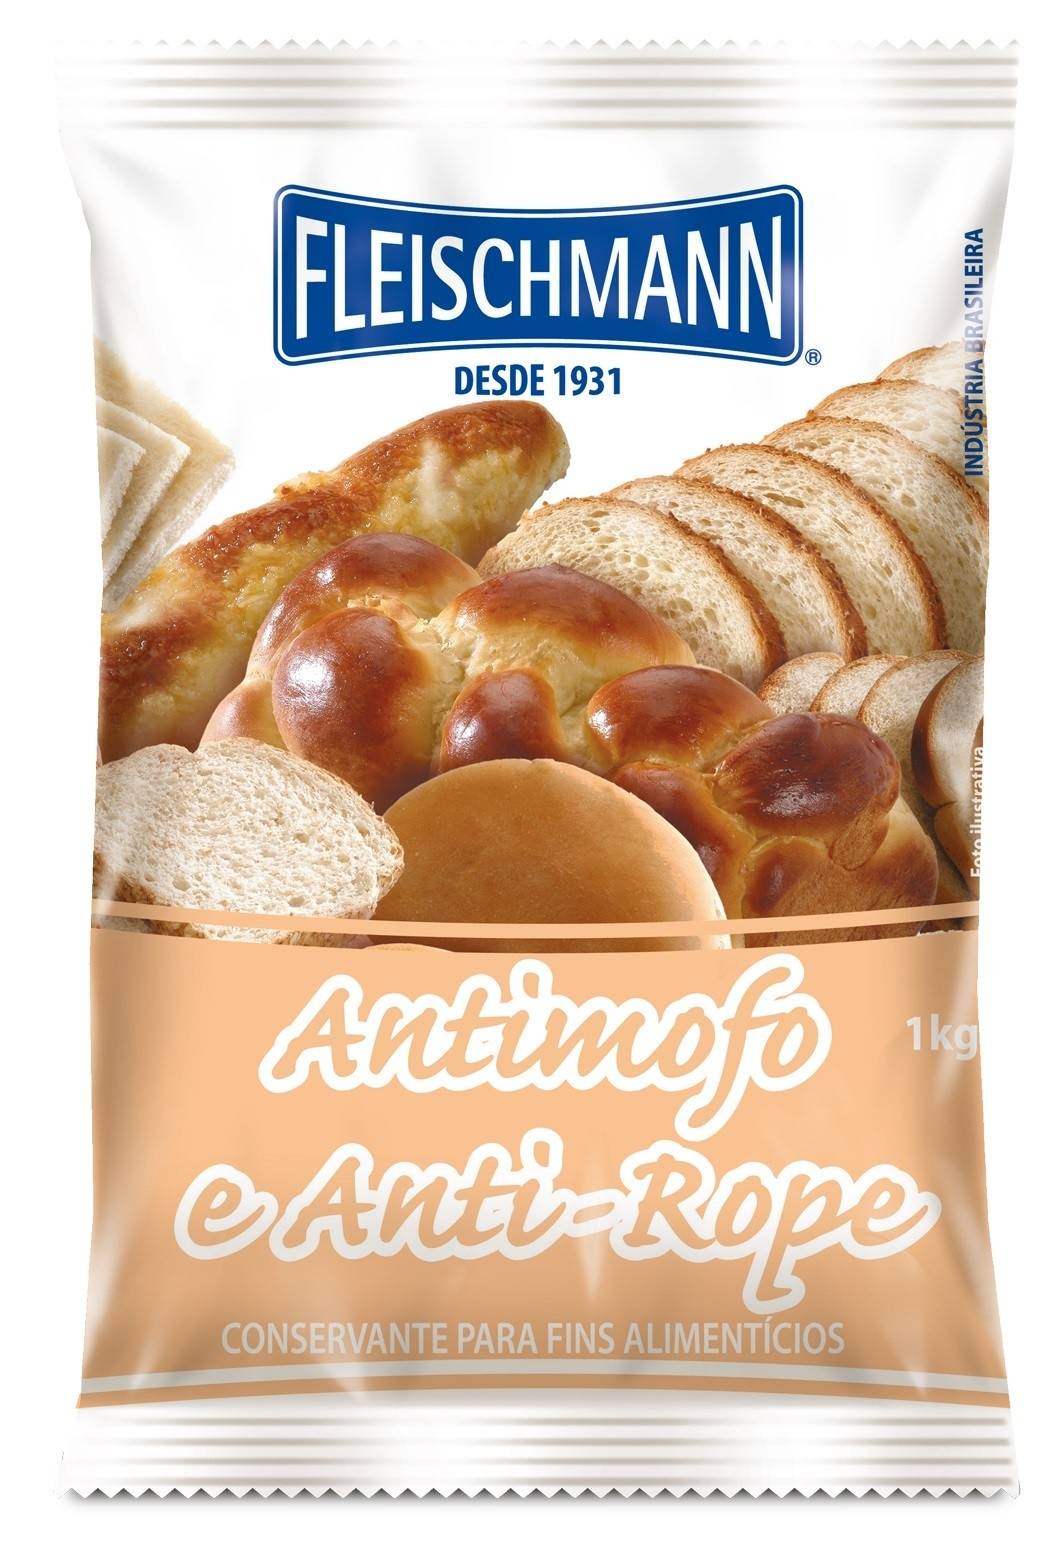 FLEISCHMANN®
DESDE 1931
INDÚSTRIA BRASILEIRA
Foto ilustrativa
Antimofo
1kg
e Anti-Rope
CONSERVANTE PARA FINS ALIMENTÍCIOS